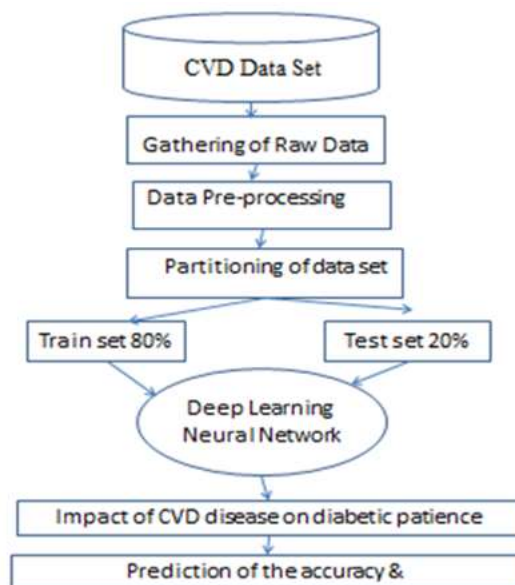 CVD Data Set
Gathering of Raw Data
Data Pre-processing
Partitioning of data set
Train set 80%
Test set 20%
Deep Learning
Neural Network
Impact of CVD disease on diabetic patience
Prediction of the accuracy &